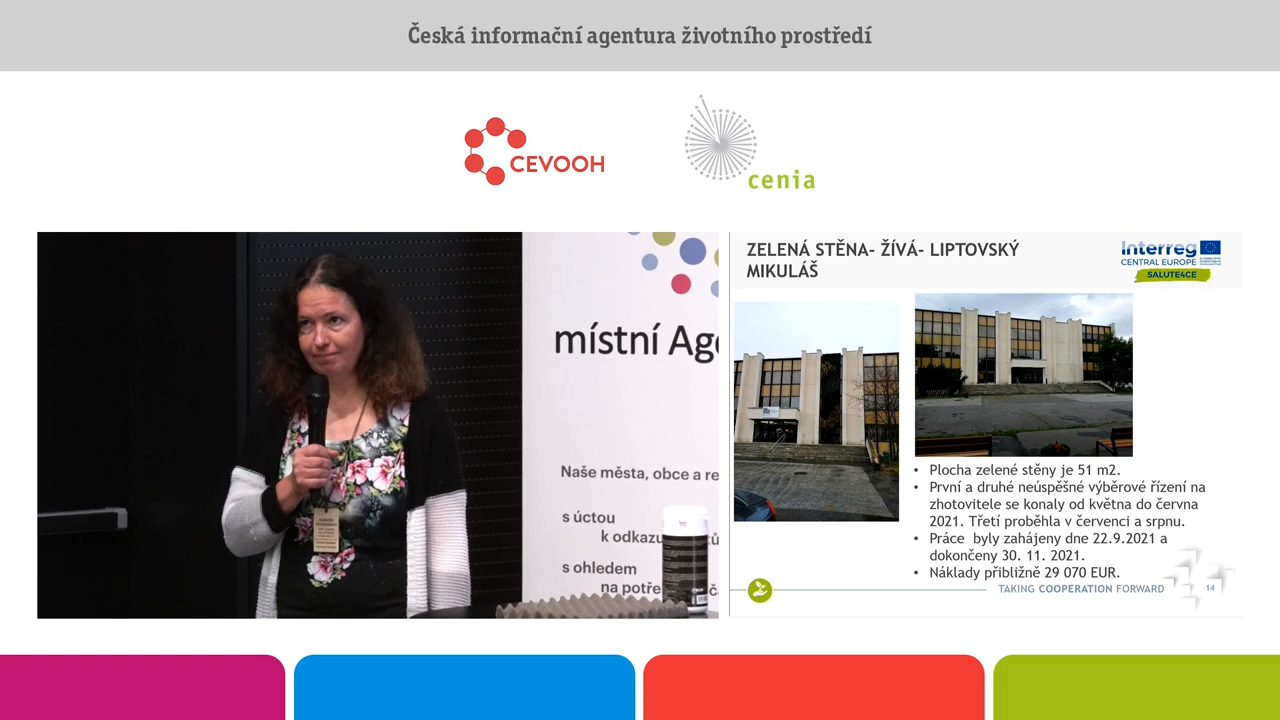 Česká informační agentura životního prostředí
CEVOOH
cenia
místní Age
Naše města, obce a re
s úctou
k odkazu
s ohledem
na potře
ZELENÁ STĚNA- ŽÍVÁ- LIPTOVSKÝ
MIKULÁŠ
Interreg
CENTRAL EUROPE
SALUTE4CE
• Plocha zelené stěny je 51 m2.
• První a druhé neúspěšné výběrové řízení na
zhotovitele se konaly od května do června
2021. Třetí proběhla v červenci a srpnu.
• Práce byly zahájeny dne 22.9.2021 a
dokončeny 30. 11. 2021.
• Náklady přibližně 29 070 EUR.
TAKING COOPERATION FORWARD
14